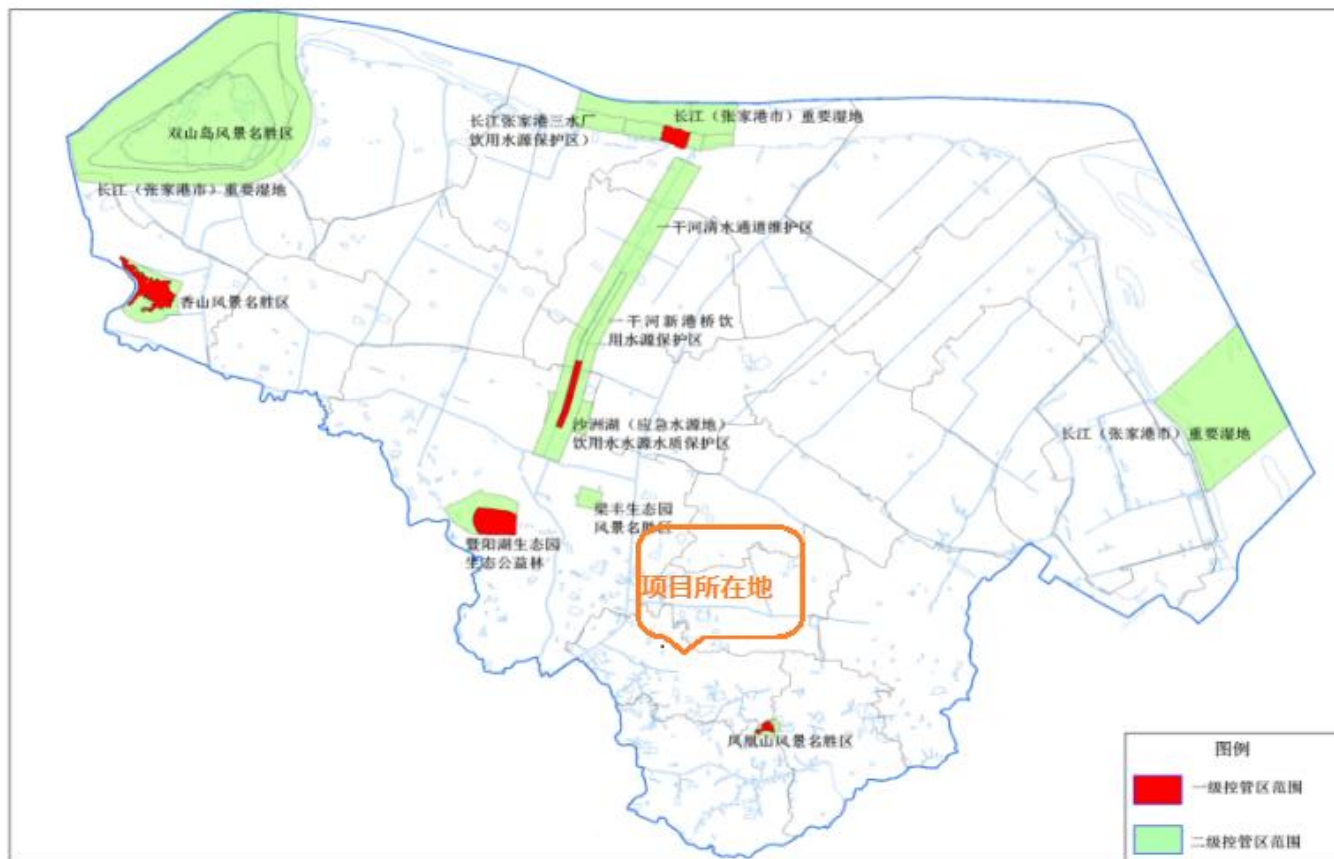 长江张家港三水厂
饮用水源保护区）
长江（张家港市）重要湿地
双山岛风景名胜区
长江（张家港市）重要湿地
一干河清水通道维护区
香山风景名胜区
一干河新港桥饮
用水源保护区
沙洲湖（应急水源地）
饮用水水源水质保护区
长江（张家港市）重要湿地
梁丰生态园
风景名胜区
暨阳湖生态园
生态公益林
项目所在地
凤凰山风景名胜区
图例
一级控管区范围
二级控管区范围